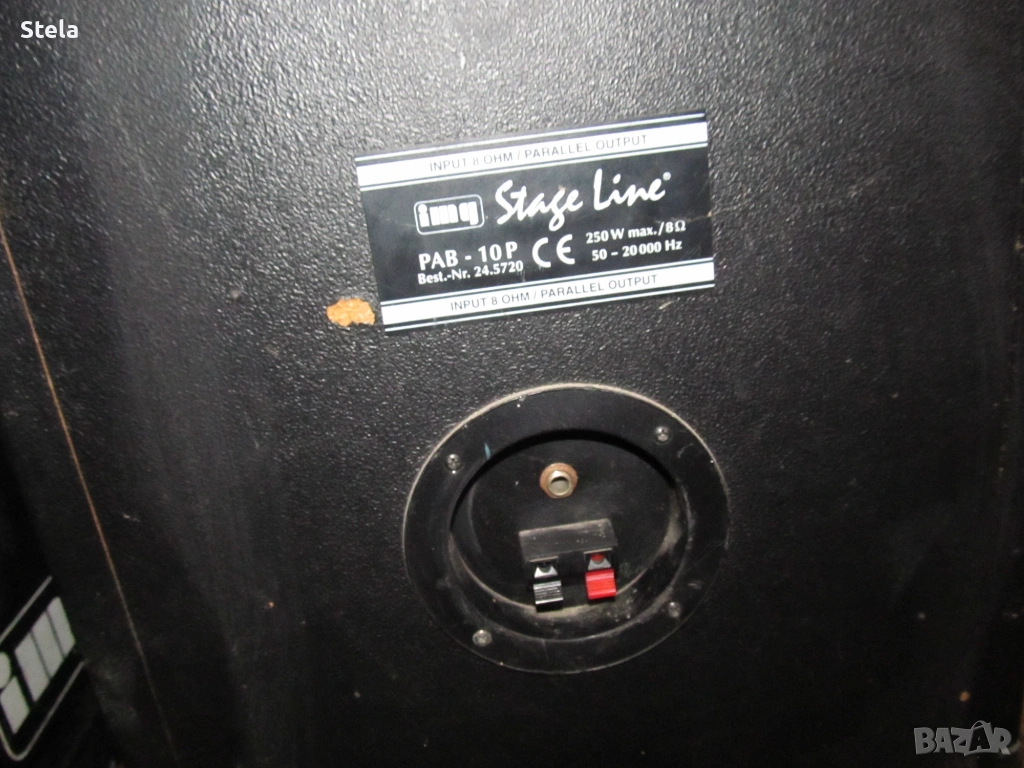 Stela
INPUT 8 OHM / PARALLEL OUTPUT
img Stage Line®
PAB - 10 P CE 250 W max./8 Ω
Best.-Nr. 24.5720 50 – 20 000 Hz
INPUT 8 OHM / PARALLEL OUTPUT
BAZAR